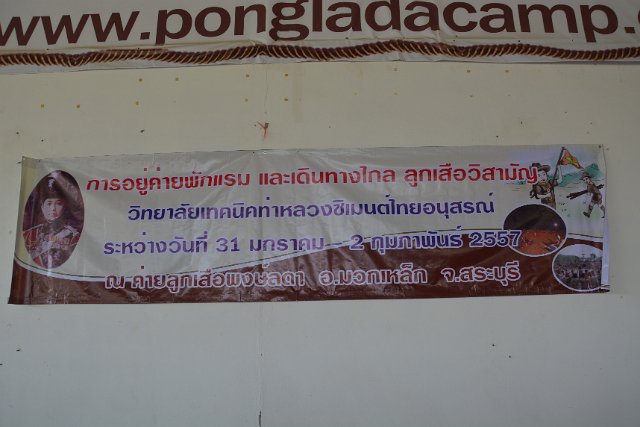 www.pongladacamp.
การอยู่ค่ายพักแรม และเดินทางไกล ลูกเสือวิสามัญ
วิทยาลัยเทคนิคท่าหลวงซิเมนต์ไทยอนุสรณ์
ระหว่างวันที่ 31 มกราคม - 2 กุมภาพันธ์ 2557
ณ ค่ายลูกเสือพงษ์ลดา อ.มวกเหล็ก จ.สระบุรี